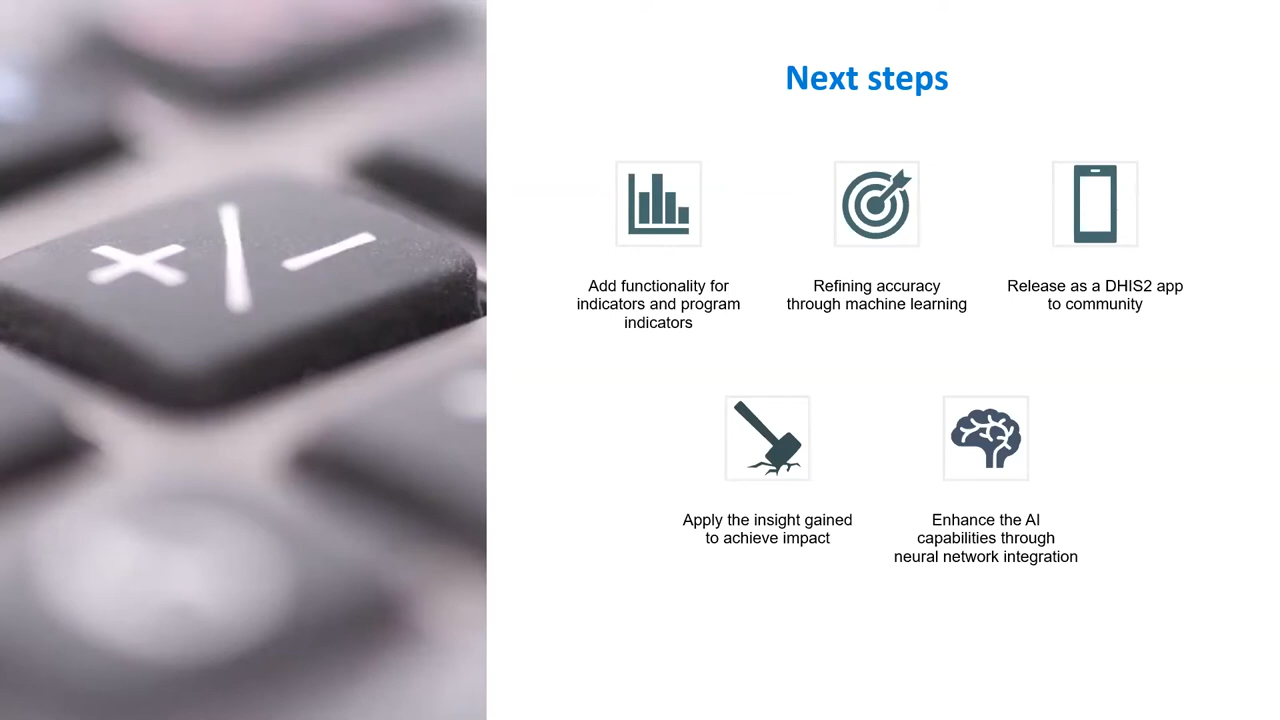 Next steps
+/−
Add functionality for
indicators and program
indicators
Refining accuracy
through machine learning
Release as a DHIS2 app
to community
Apply the insight gained
to achieve impact
Enhance the AI
capabilities through
neural network integration